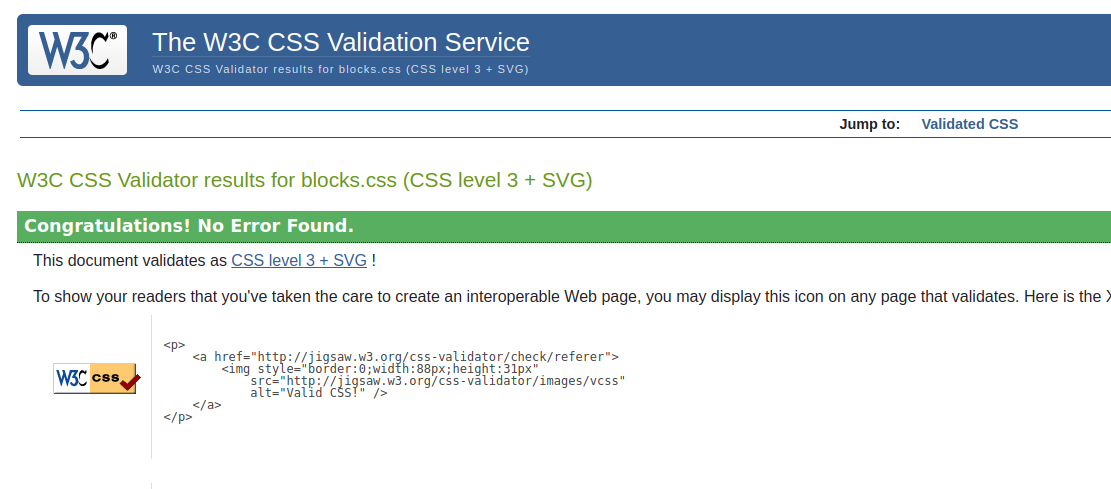 W3C®
The W3C CSS Validation Service
W3C CSS Validator results for blocks.css (CSS level 3 + SVG)
Jump to: Validated CSS
W3C CSS Validator results for blocks.css (CSS level 3 + SVG)
Congratulations! No Error Found.
This document validates as CSS level 3 + SVG !
To show your readers that you've taken the care to create an interoperable Web page, you may display this icon on any page that validates. Here is the
W3C css
<p>
    <a href="http://jigsaw.w3.org/css-validator/check/referer">
        <img style="border:0;width:88px;height:31px"
            src="http://jigsaw.w3.org/css-validator/images/vcss"
            alt="Valid CSS!" />
    </a>
</p>